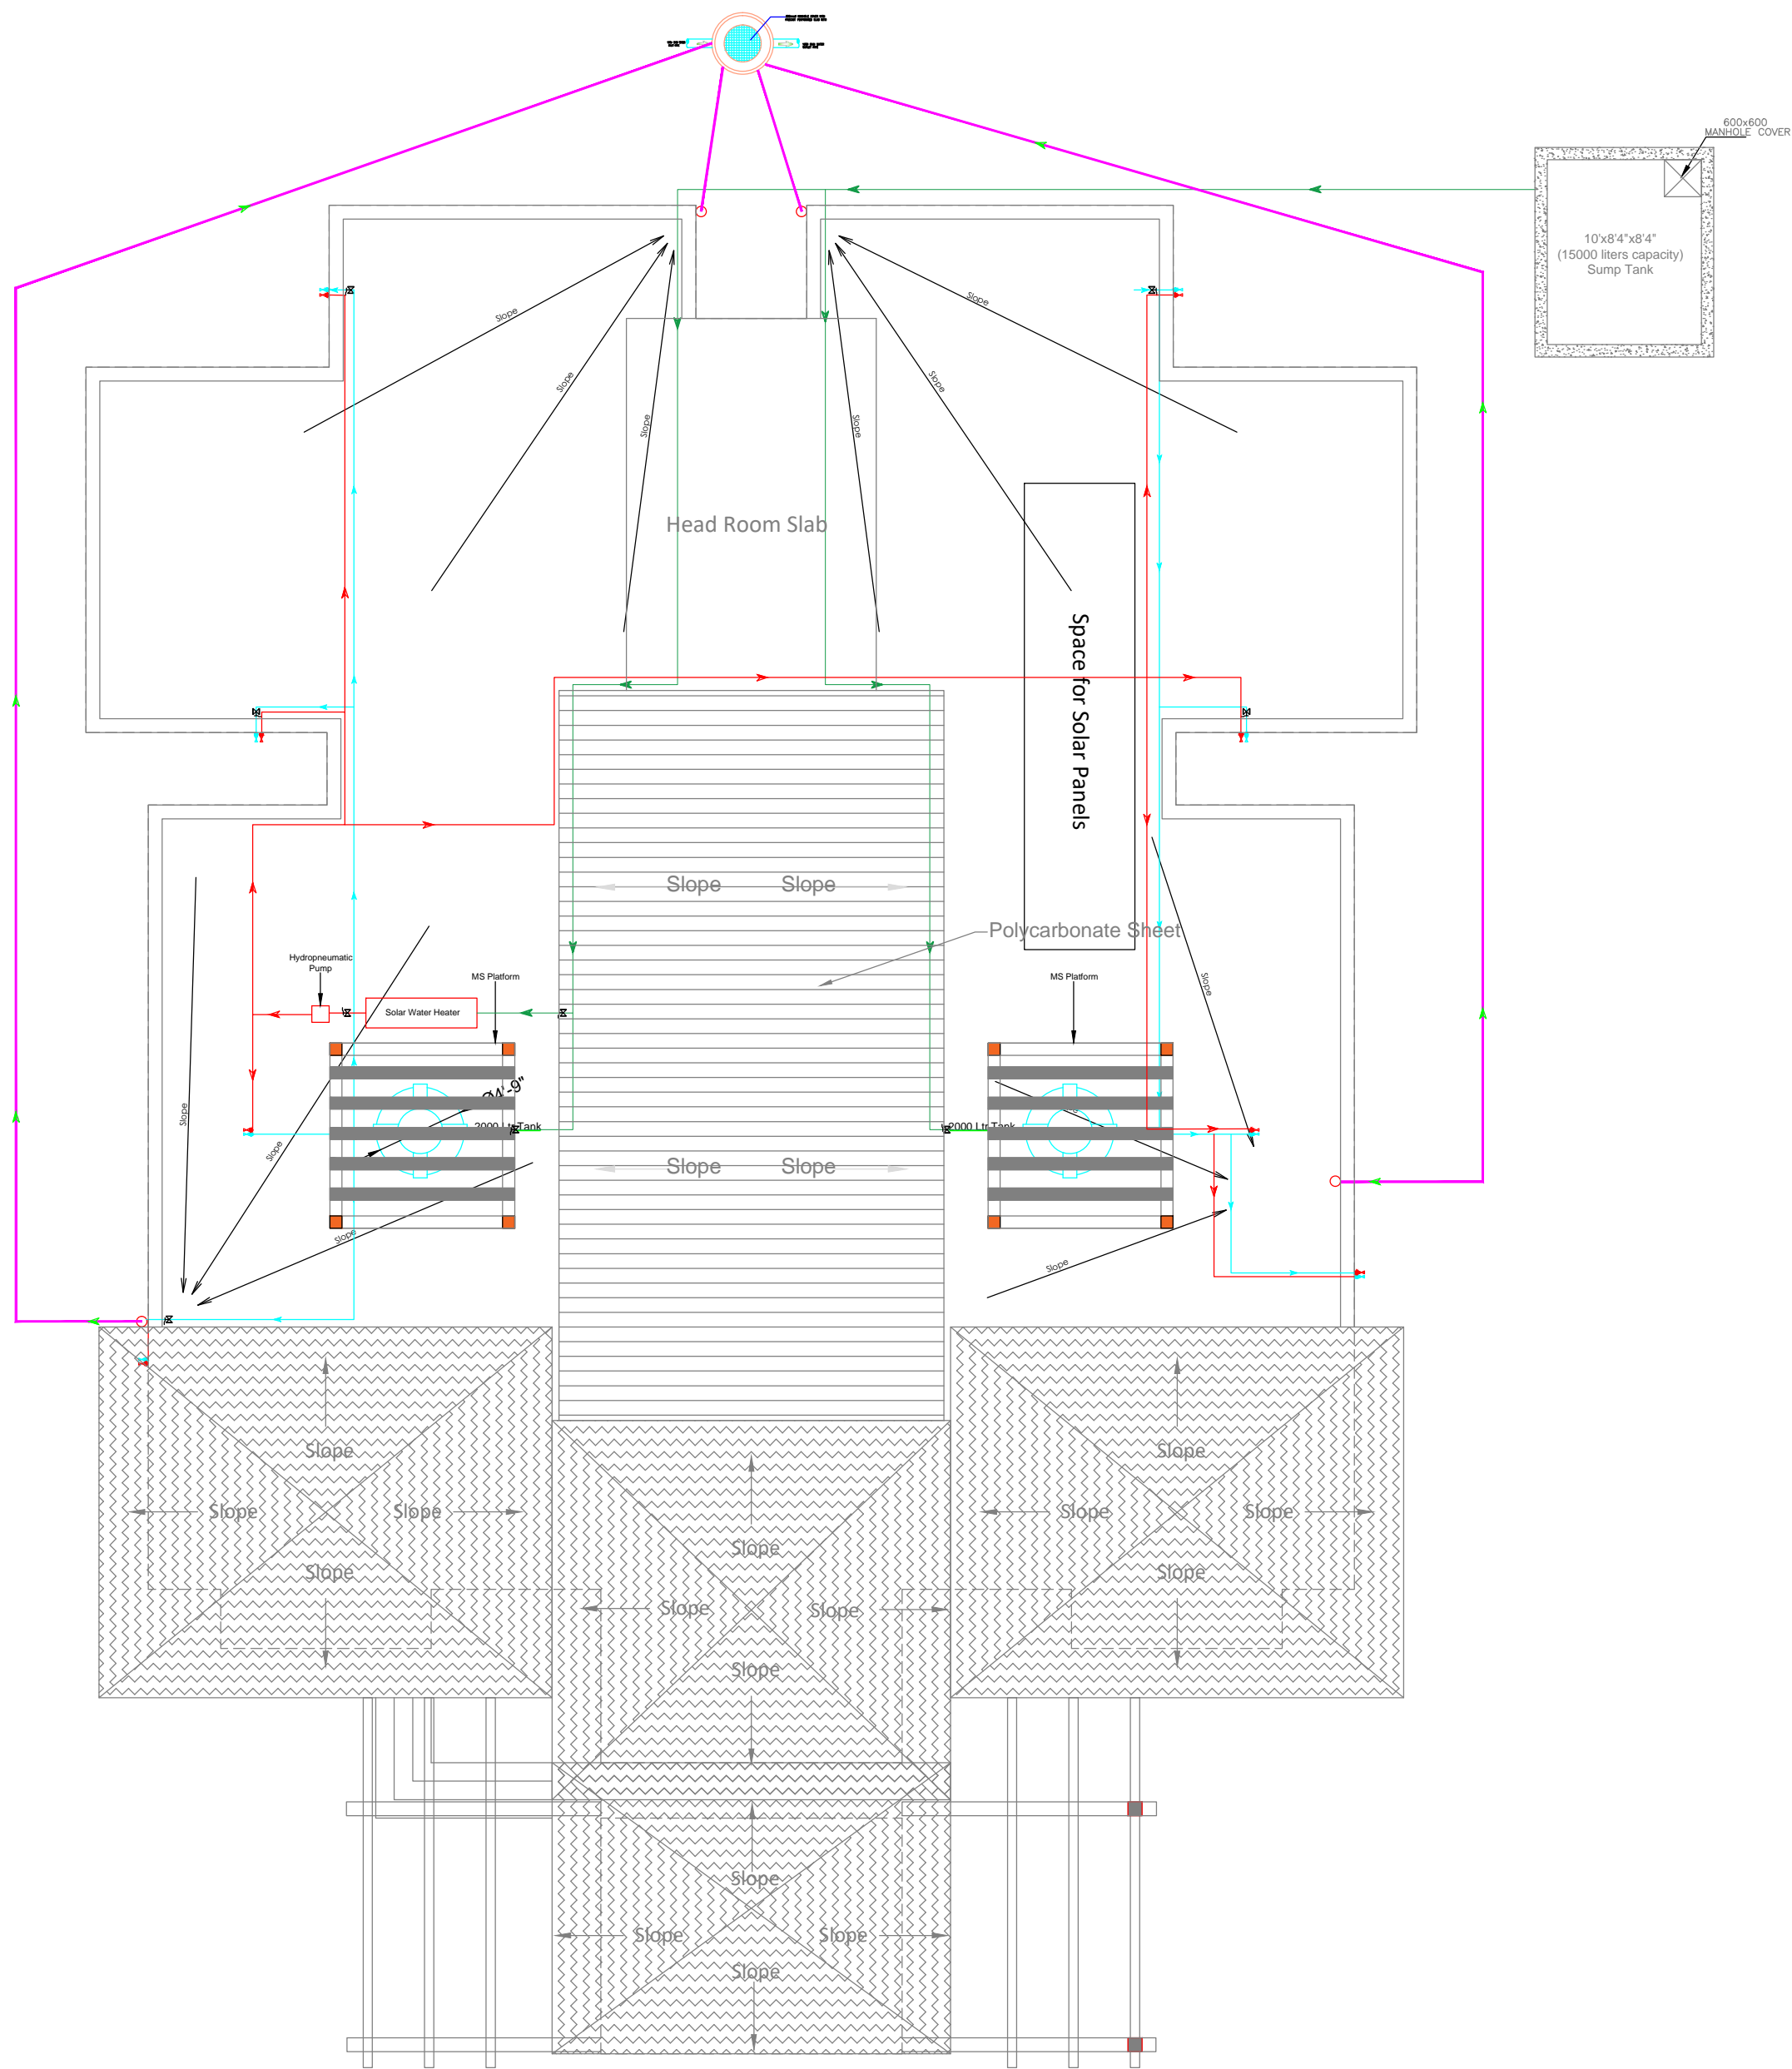 600x600
MANHOLE COVER
10'x8'4"x8'4"
(15000 liters capacity)
Sump Tank
Slope
Slope
Slope
Slope
Slope
Slope
Head Room Slab
Space for Solar Panels
Slope Slope
Polycarbonate Sheet
Hydropneumatic
Pump
MS Platform
MS Platform
Slope
Solar Water Heater
Ø4'-9"
2000 Ltr Tank
2000 Ltr Tank
Slope
Slope
Slope Slope
Slope
Slope
Slope
Slope
Slope Slope
Slope Slope
Slope
Slope
Slope
Slope Slope
Slope
Slope
Slope Slope
Slope